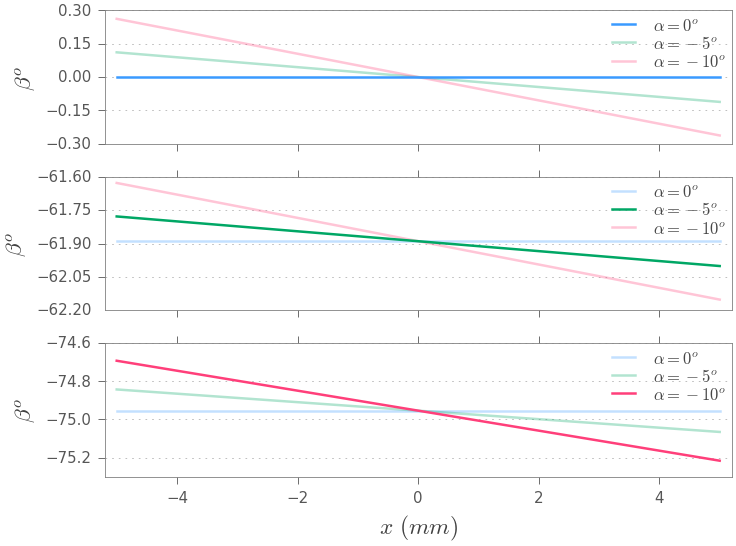 0.30
0.15
0.00
−0.15
−0.30
β°
α = 0°
α = −5°
α = −10°
−61.60
−61.75
−61.90
−62.05
−62.20
β°
α = 0°
α = −5°
α = −10°
−74.6
−74.8
−75.0
−75.2
β°
α = 0°
α = −5°
α = −10°
−4 −2 0 2 4
x (mm)